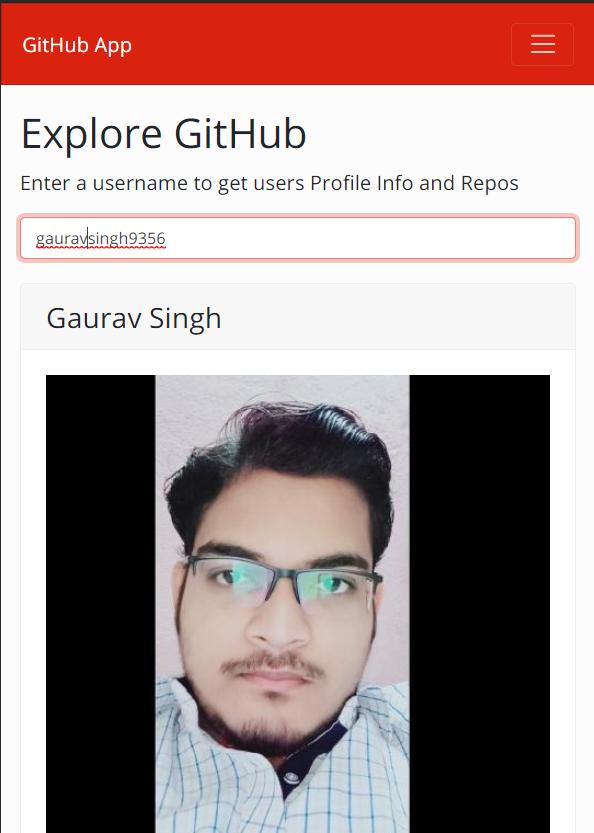 GitHub App
Explore GitHub
Enter a username to get users Profile Info and Repos
gauravsingh9356
Gaurav Singh